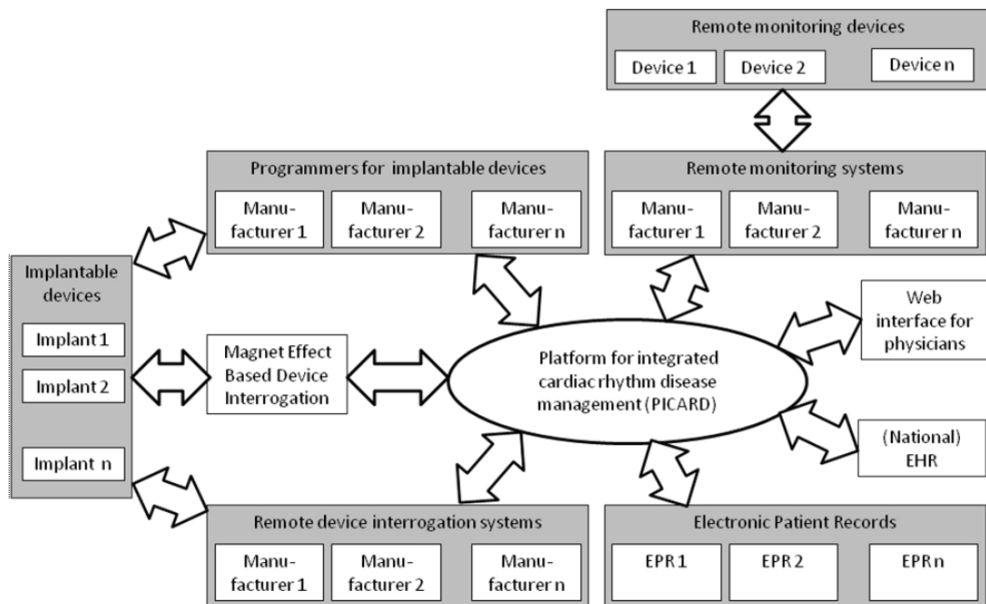 Remote monitoring devices
Device 1
Device 2
Device n
Programmers for implantable devices
Manu-
facturer 1
Manu-
facturer 2
Manu-
facturer n
Remote monitoring systems
Manu-
facturer 1
Manu-
facturer 2
Manu-
facturer n
Implantable
devices
Implant 1
Implant 2
Implant n
Magnet Effect
Based Device
Interrogation
Platform for integrated
cardiac rhythm disease
management (PICARD)
Web
interface for
physicians
(National)
EHR
Remote device interrogation systems
Manu-
facturer 1
Manu-
facturer 2
Manu-
facturer n
Electronic Patient Records
EPR 1
EPR 2
EPR n